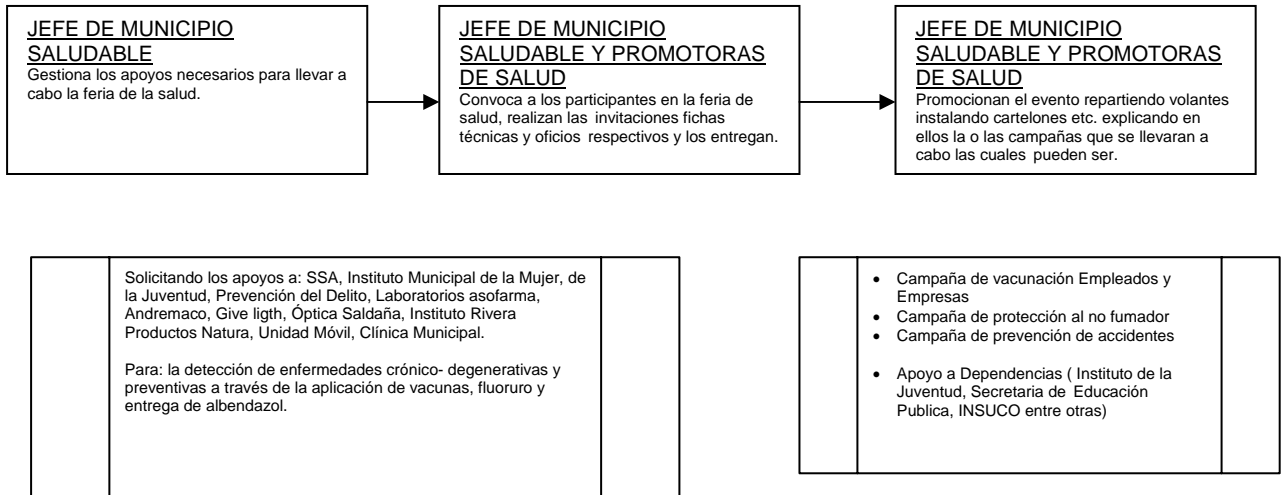 JEFE DE MUNICIPIO
SALUDABLE
Gestiona los apoyos necesarios para llevar a
cabo la feria de la salud.
JEFE DE MUNICIPIO
SALUDABLE Y PROMOTORAS
DE SALUD
Convoca a los participantes en la feria de
salud, realizan las invitaciones fichas
técnicas y oficios respectivos y los entregan.
JEFE DE MUNICIPIO
SALUDABLE Y PROMOTORAS
DE SALUD
Promocionan el evento repartiendo volantes
instalando cartelones etc. explicando en
ellos la o las campañas que se llevaran a
cabo las cuales pueden ser.
Solicitando los apoyos a: SSA, Instituto Municipal de la Mujer, de
la Juventud, Prevención del Delito, Laboratorios asofarma,
Andremaco, Give ligth, Óptica Saldaña, Instituto Rivera
Productos Natura, Unidad Móvil, Clínica Municipal.
Para: la detección de enfermedades crónico- degenerativas y
preventivas a través de la aplicación de vacunas, fluoruro y
entrega de albendazol.
• Campaña de vacunación Empleados y
Empresas
• Campaña de protección al no fumador
• Campaña de prevención de accidentes
• Apoyo a Dependencias ( Instituto de la
Juventud, Secretaria de Educación
Publica, INSUCO entre otras)